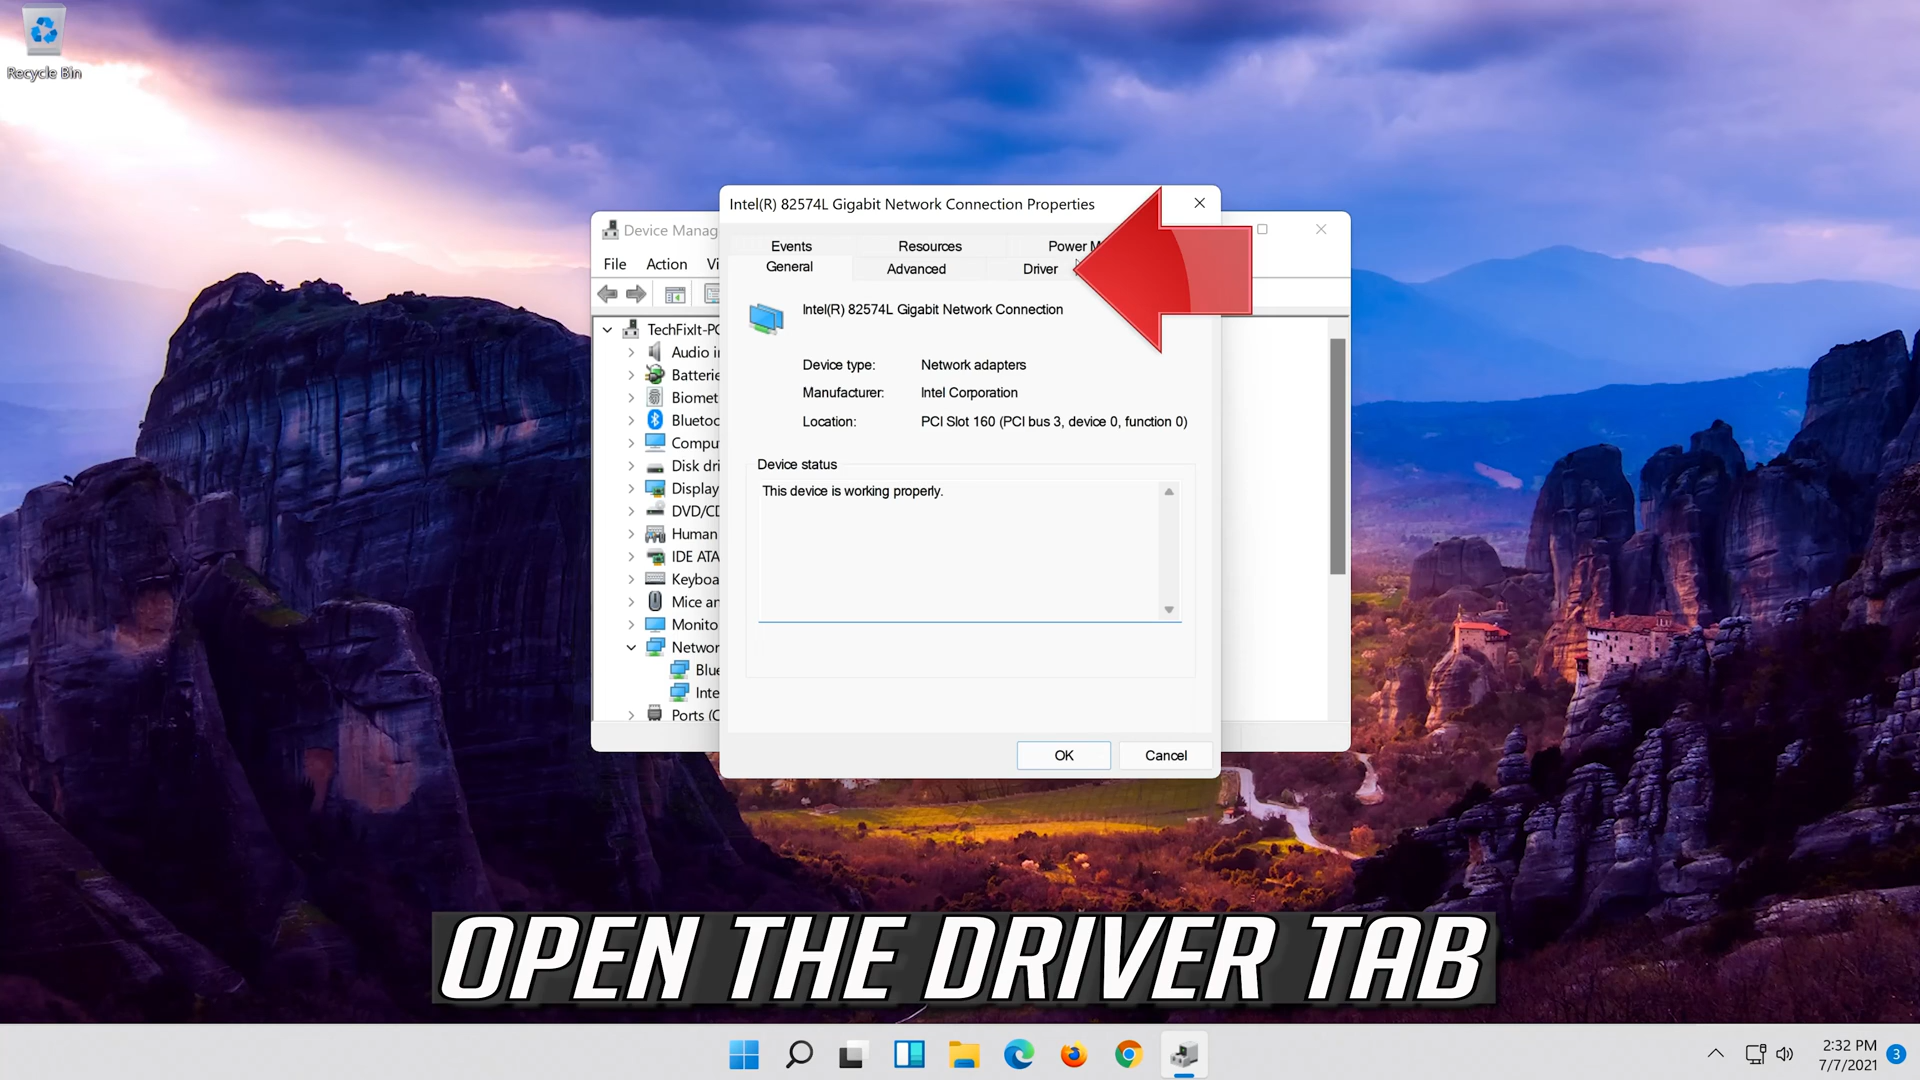 Recycle Bin
Intel(R) 82574L Gigabit Network Connection Properties
Events Resources Power M
General Advanced Driver
Intel(R) 82574L Gigabit Network Connection
Device type: Network adapters
Manufacturer: Intel Corporation
Location: PCI Slot 160 (PCI bus 3, device 0, function 0)
Device status
This device is working properly.
OK Cancel
Device Manag
File Action Vi
TechFixIt-PC
Audio i
Batterie
Biomet
Bluetoo
Compu
Disk dri
Display
DVD/CD
Human
IDE ATA
Keyboa
Mice an
Monito
Networ
Blue
Inte
Ports (C
OPEN THE DRIVER TAB
2:32 PM
7/7/2021
3